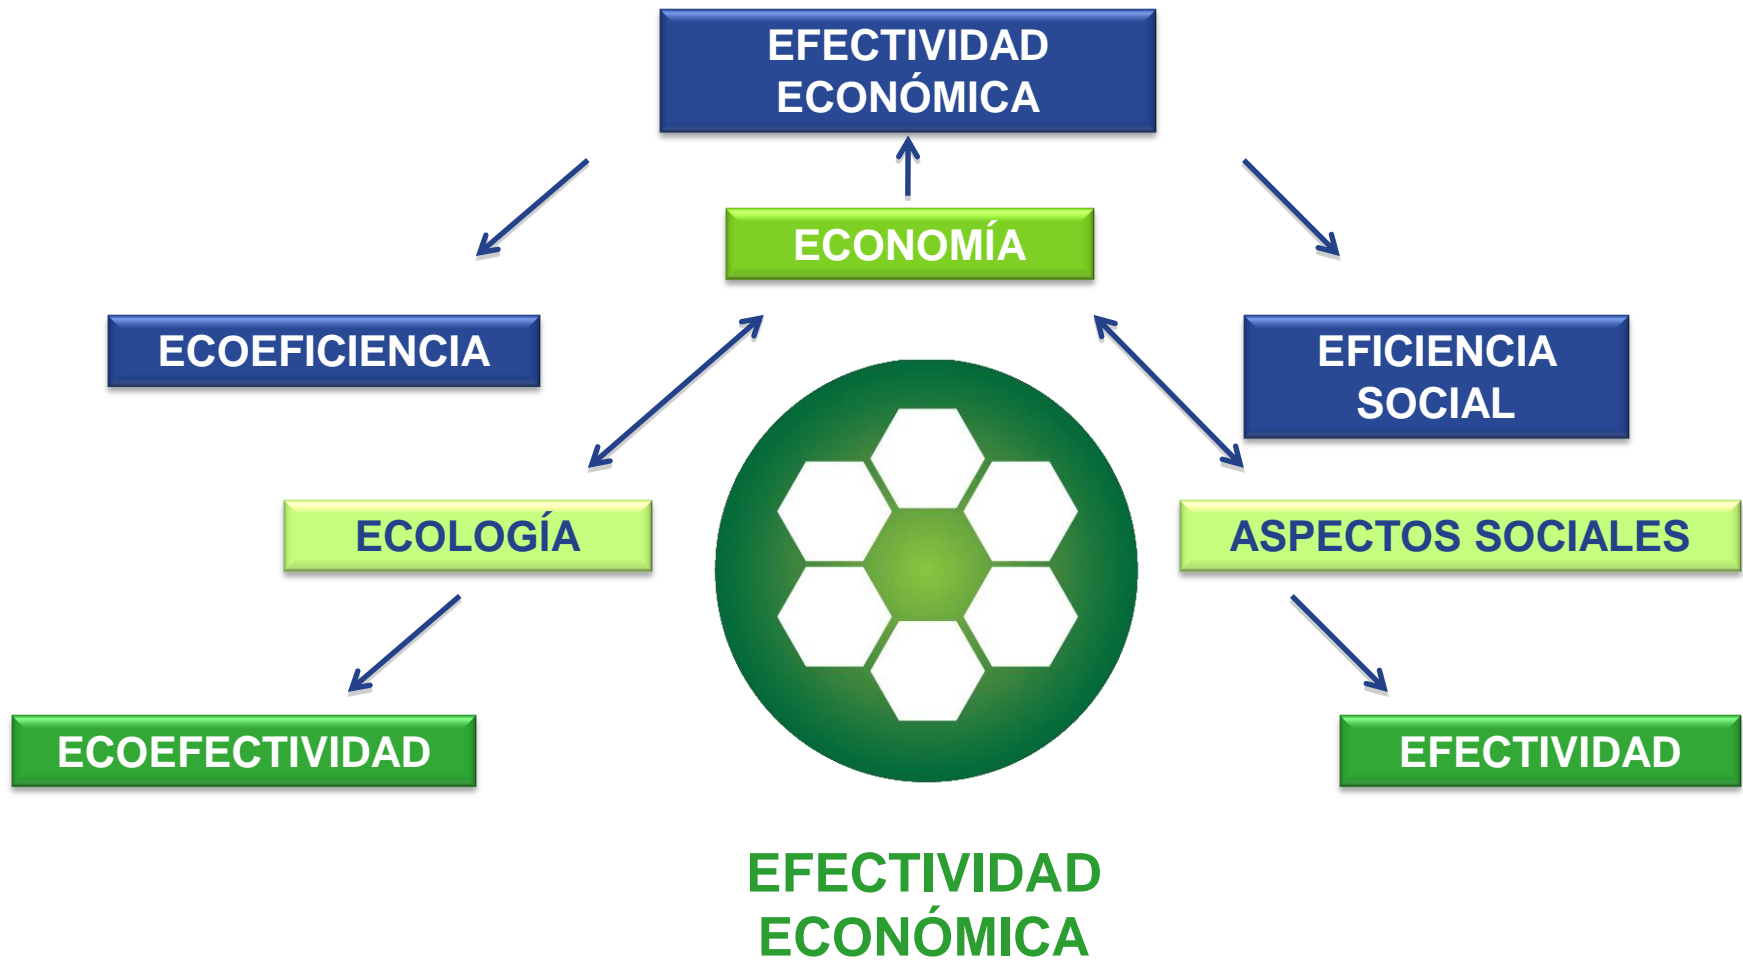 EFECTIVIDAD
ECONÓMICA
ECONOMÍA
ECOEFICIENCIA
EFICIENCIA
SOCIAL
ECOLOGÍA
ASPECTOS SOCIALES
ECOEFECTIVIDAD
EFECTIVIDAD
EFECTIVIDAD
ECONÓMICA